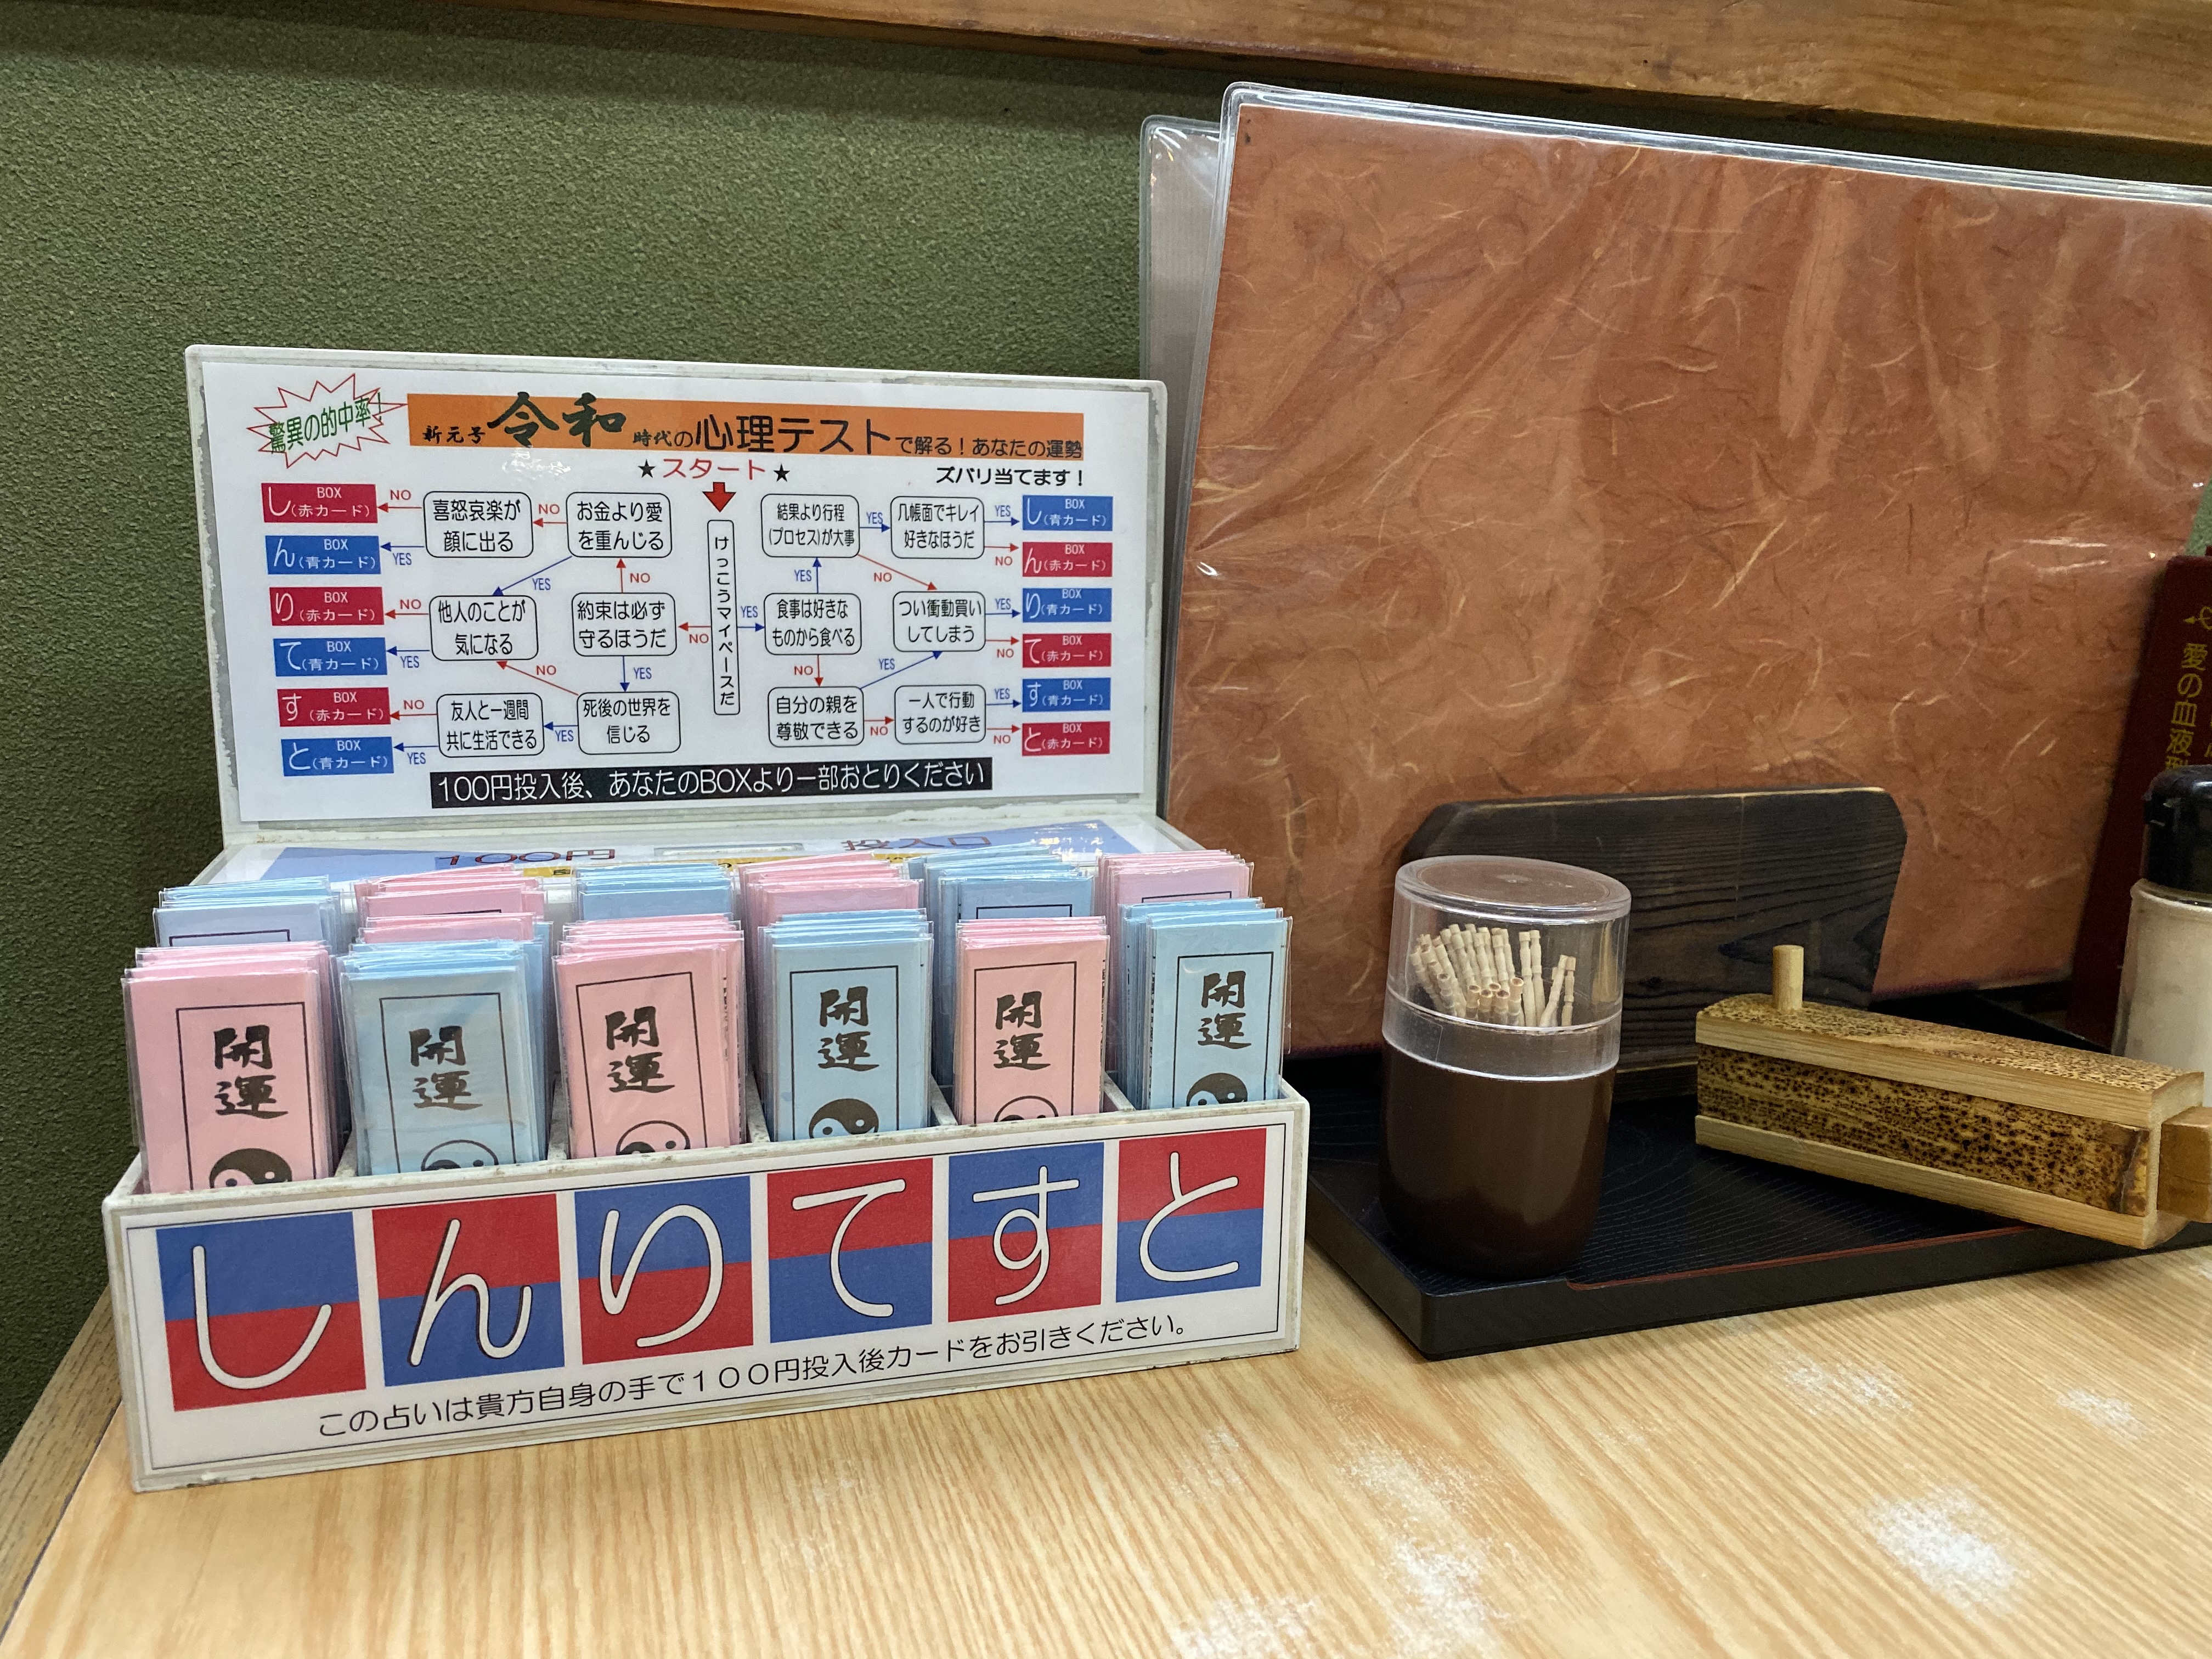 驚異の的中率!
新元号 令和 時代の心理テストで解る!あなたの運勢
★スタート★
ズバリ当てます!
し BOX (赤カード)
NO
喜怒哀楽が
顔に出る
NO
お金より愛
を重んじる
ん BOX (青カード)
YES
YES
NO
り BOX (赤カード)
NO
他人のことが
気になる
約束は必ず
守るほうだ
NO
て BOX (青カード)
YES
NO
YES
す BOX (赤カード)
NO
友人と一週間
共に生活できる
YES
死後の世界を
信じる
と BOX (青カード)
YES
けっこうマイペースだ
結果より行程
(プロセス)が大事
YES
几帳面でキレイ
好きなほうだ
YES
し BOX (青カード)
NO
ん BOX (赤カード)
YES
NO
YES
食事は好きな
ものから食べる
つい衝動買い
してしまう
YES
り BOX (青カード)
NO
て BOX (赤カード)
NO
YES
自分の親を
尊敬できる
NO
一人で行動
するのが好き
YES
す BOX (青カード)
NO
と BOX (赤カード)
100円投入後、あなたのBOXより一部おとりください
100円 投入口
開運
開運
開運
開運
開運
開運
しんりてすと
この占いは貴方自身の手で100円投入後カードをお引きください。
愛の血液型